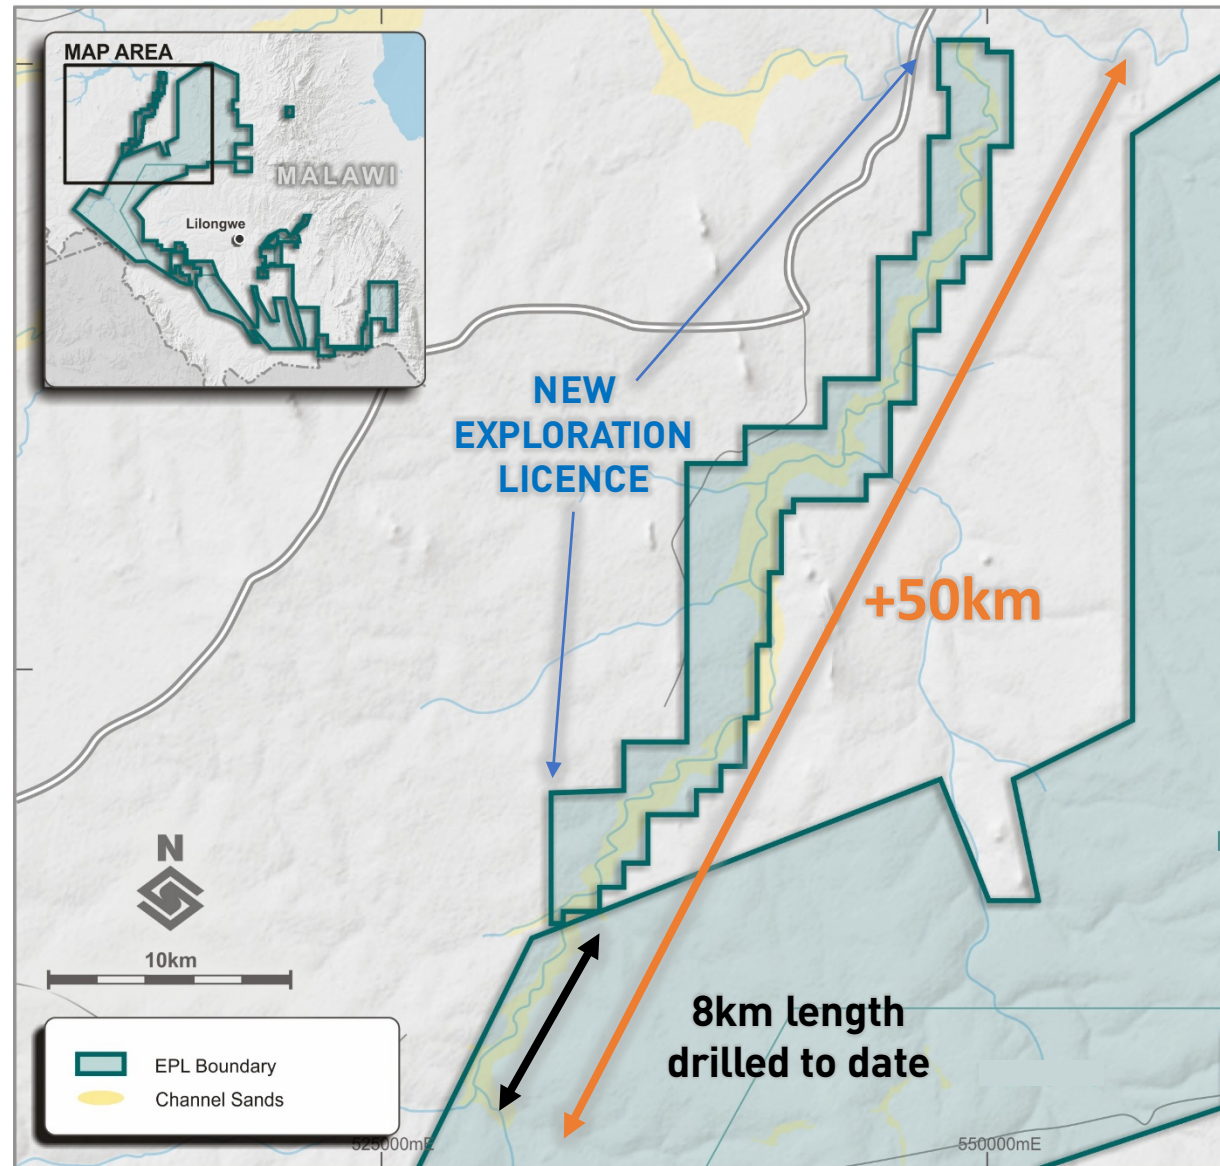 MAP AREA
MALAWI
Lilongwe
NEW
EXPLORATION
LICENCE
+50km
N
10km
8km length
drilled to date
EPL Boundary
Channel Sands
525000mE
550000mE